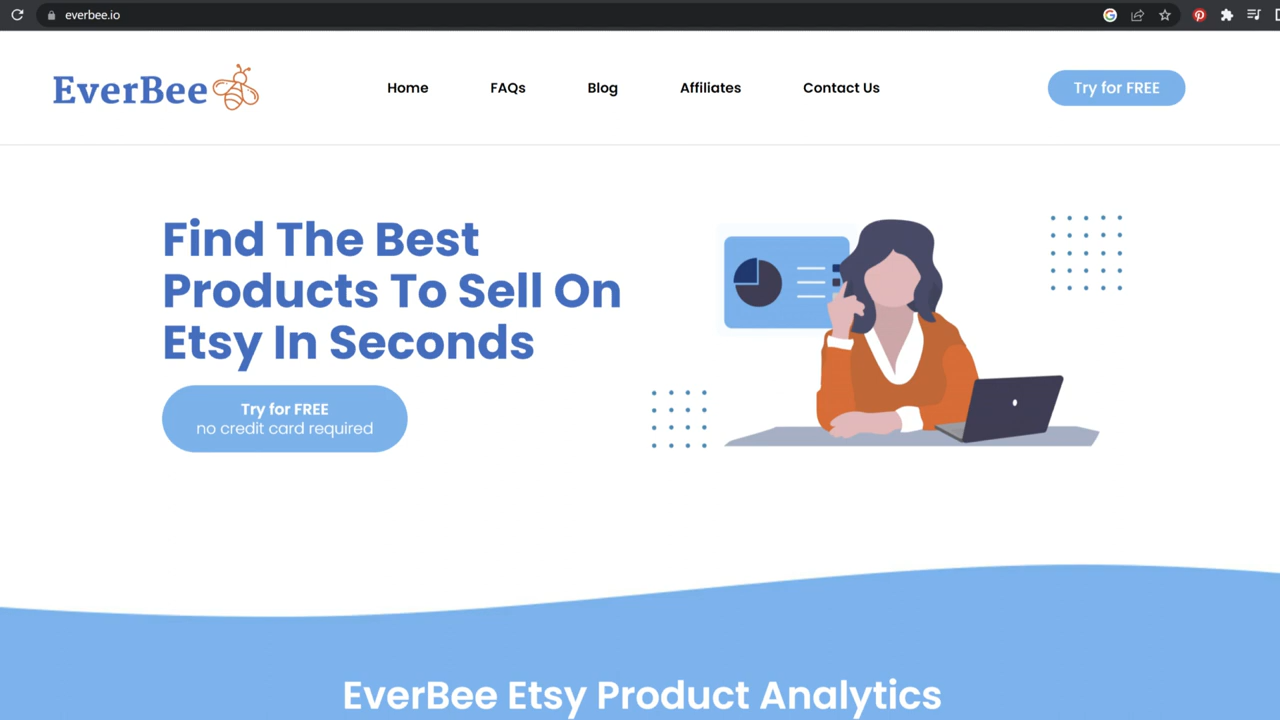 everbee.io
EverBee
Home
FAQs
Blog
Affiliates
Contact Us
Try for FREE
Find The Best
Products To Sell On
Etsy In Seconds
Try for FREE
no credit card required
EverBee Etsy Product Analytics